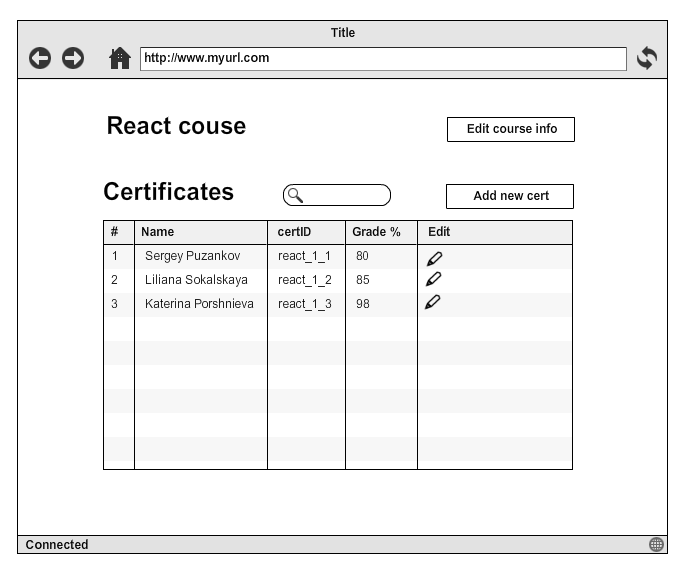 Title
http://www.myurl.com
React couse
Edit course info
Certificates
Add new cert
# Name certID Grade % Edit
1 Sergey Puzankov react_1_1 80
2 Liliana Sokalskaya react_1_2 85
3 Katerina Porshnieva react_1_3 98
Connected